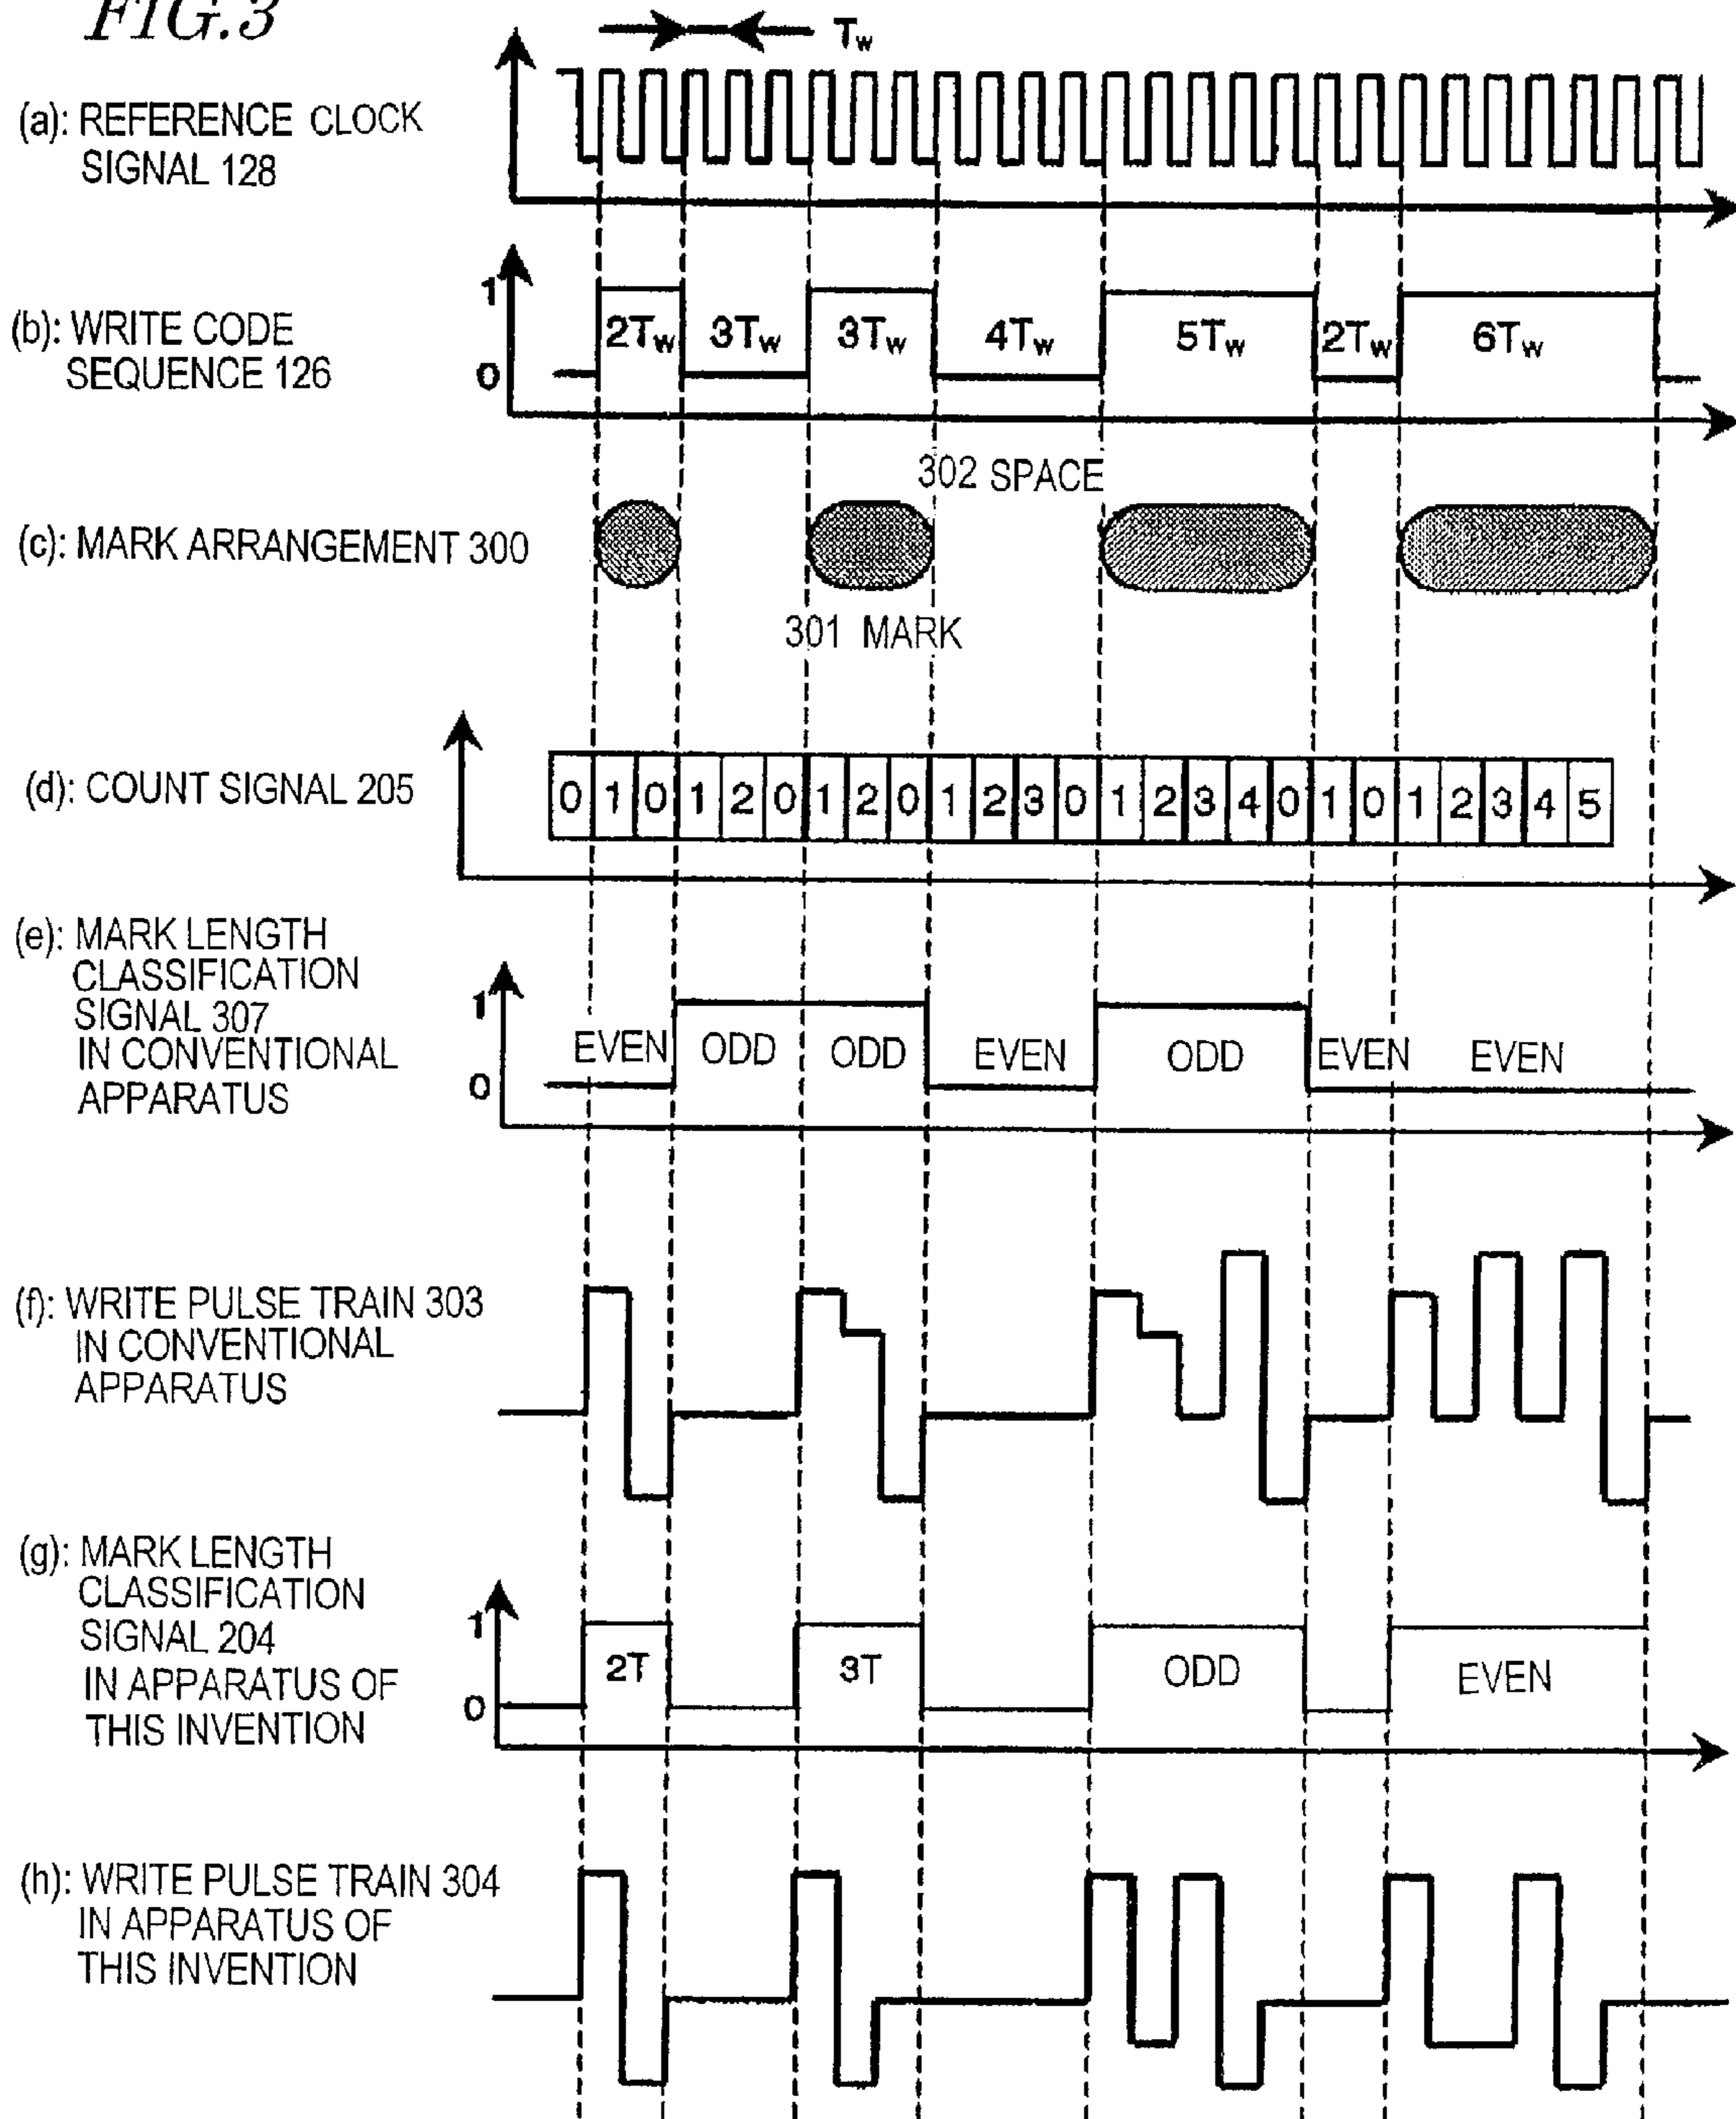 FIG.3
Tw
(a): REFERENCE CLOCK
SIGNAL 128
1
0
(b): WRITE CODE
SEQUENCE 126
2Tw 3Tw 3Tw 4Tw 5Tw 2Tw 6Tw
302 SPACE
(c): MARK ARRANGEMENT 300
301 MARK
(d): COUNT SIGNAL 205
0 1 0 1 2 0 1 2 0 1 2 3 0 1 2 3 4 0 1 0 1 2 3 4 5
(e): MARK LENGTH
CLASSIFICATION
SIGNAL 307
IN CONVENTIONAL
APPARATUS
1
0
EVEN ODD ODD EVEN ODD EVEN EVEN
(f): WRITE PULSE TRAIN 303
IN CONVENTIONAL
APPARATUS
(g): MARK LENGTH
CLASSIFICATION
SIGNAL 204
IN APPARATUS OF
THIS INVENTION
1
0
2T 3T ODD EVEN
(h): WRITE PULSE TRAIN 304
IN APPARATUS OF
THIS INVENTION